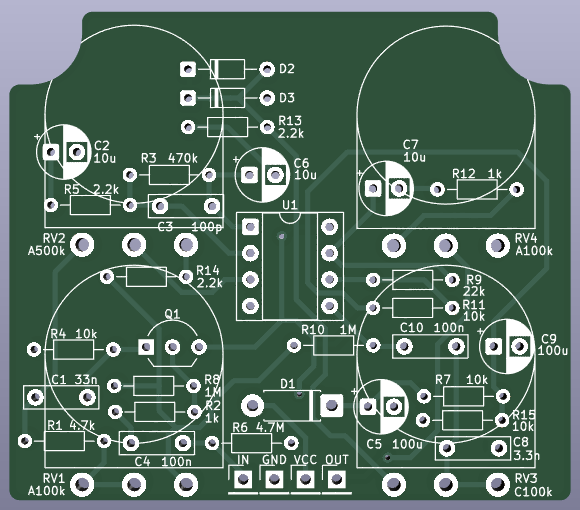 D2
D3
R13
2.2k
+
C2
10u
R3 470k
+
C6
10u
C7
10u
+
R12 1k
R5 2.2k
C3 100p
U1
RV2
A500k
RV4
A100k
R14
2.2k
R9
22k
R11
10k
Q1
R4 10k
R10 1M
C10 100n
+
C9
100u
R8
1M
C1 33n
D1
R7 10k
R2
1k
+
C5 100u
R15
10k
R1 4.7k
R6 4.7M
C4 100n
C8
3.3n
IN GND VCC OUT
RV1
A100k
RV3
C100k